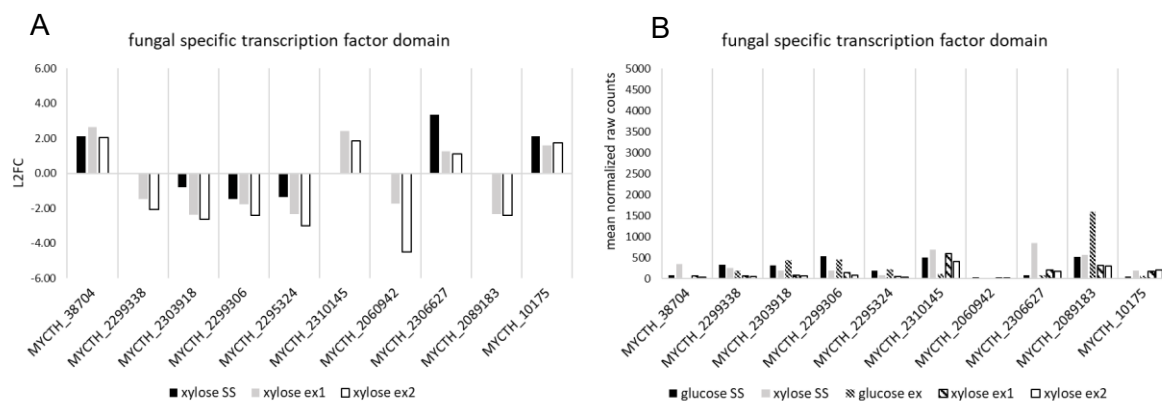 A
fungal specific transcription factor domain
L2FC
6.00
4.00
2.00
0.00
-2.00
-4.00
-6.00
MYCTH_38704
MYCTH_2299338
MYCTH_2303918
MYCTH_2299306
MYCTH_2295324
MYCTH_2310145
MYCTH_2060942
MYCTH_2306627
MYCTH_2089183
MYCTH_10175
xylose SS xylose ex1 xylose ex2
B
fungal specific transcription factor domain
mean normalized raw counts
5000
4500
4000
3500
3000
2500
2000
1500
1000
500
0
MYCTH_38704
MYCTH_2299338
MYCTH_2303918
MYCTH_2299306
MYCTH_2295324
MYCTH_2310145
MYCTH_2060942
MYCTH_2306627
MYCTH_2089183
MYCTH_10175
glucose SS xylose SS glucose ex xylose ex1 xylose ex2